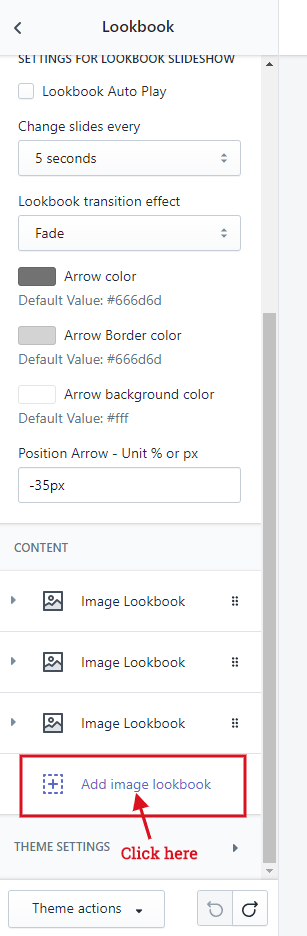 Lookbook
SETTINGS FOR LOOKBOOK SLIDESHOW
Lookbook Auto Play
Change slides every
5 seconds
Lookbook transition effect
Fade
Arrow color
Default Value: #666d6d
Arrow Border color
Default Value: #666d6d
Arrow background color
Default Value: #fff
Position Arrow - Unit % or px
-35px
CONTENT
Image Lookbook
Image Lookbook
Image Lookbook
Add image lookbook
THEME SETTINGS
Click here
Theme actions